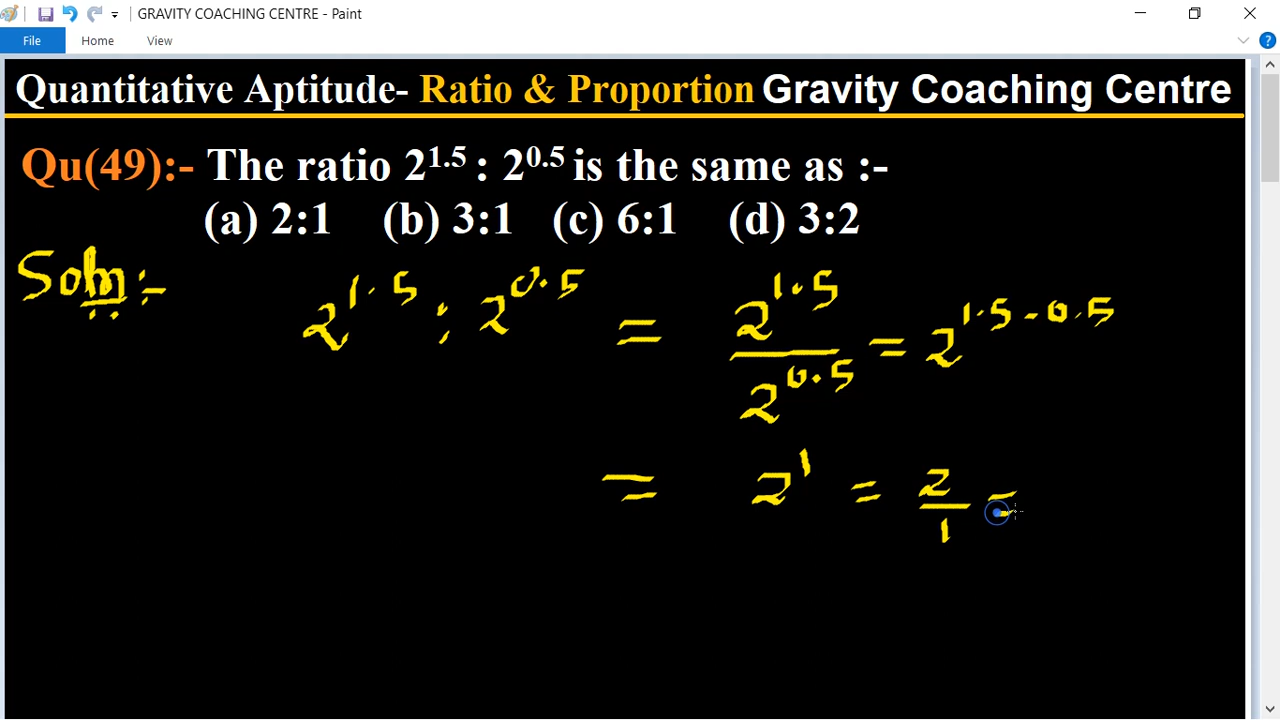 GRAVITY COACHING CENTRE - Paint
File Home View
Quantitative Aptitude- Ratio & Proportion Gravity Coaching Centre
Qu(49):- The ratio 2^1.5 : 2^0.5 is the same as :-
(a) 2:1 (b) 3:1 (c) 6:1 (d) 3:2
Soln :-
2^1.5 : 2^0.5 = 2^1.5 / 2^0.5 = 2^1.5-0.5
= 2^1 = 2/1 =